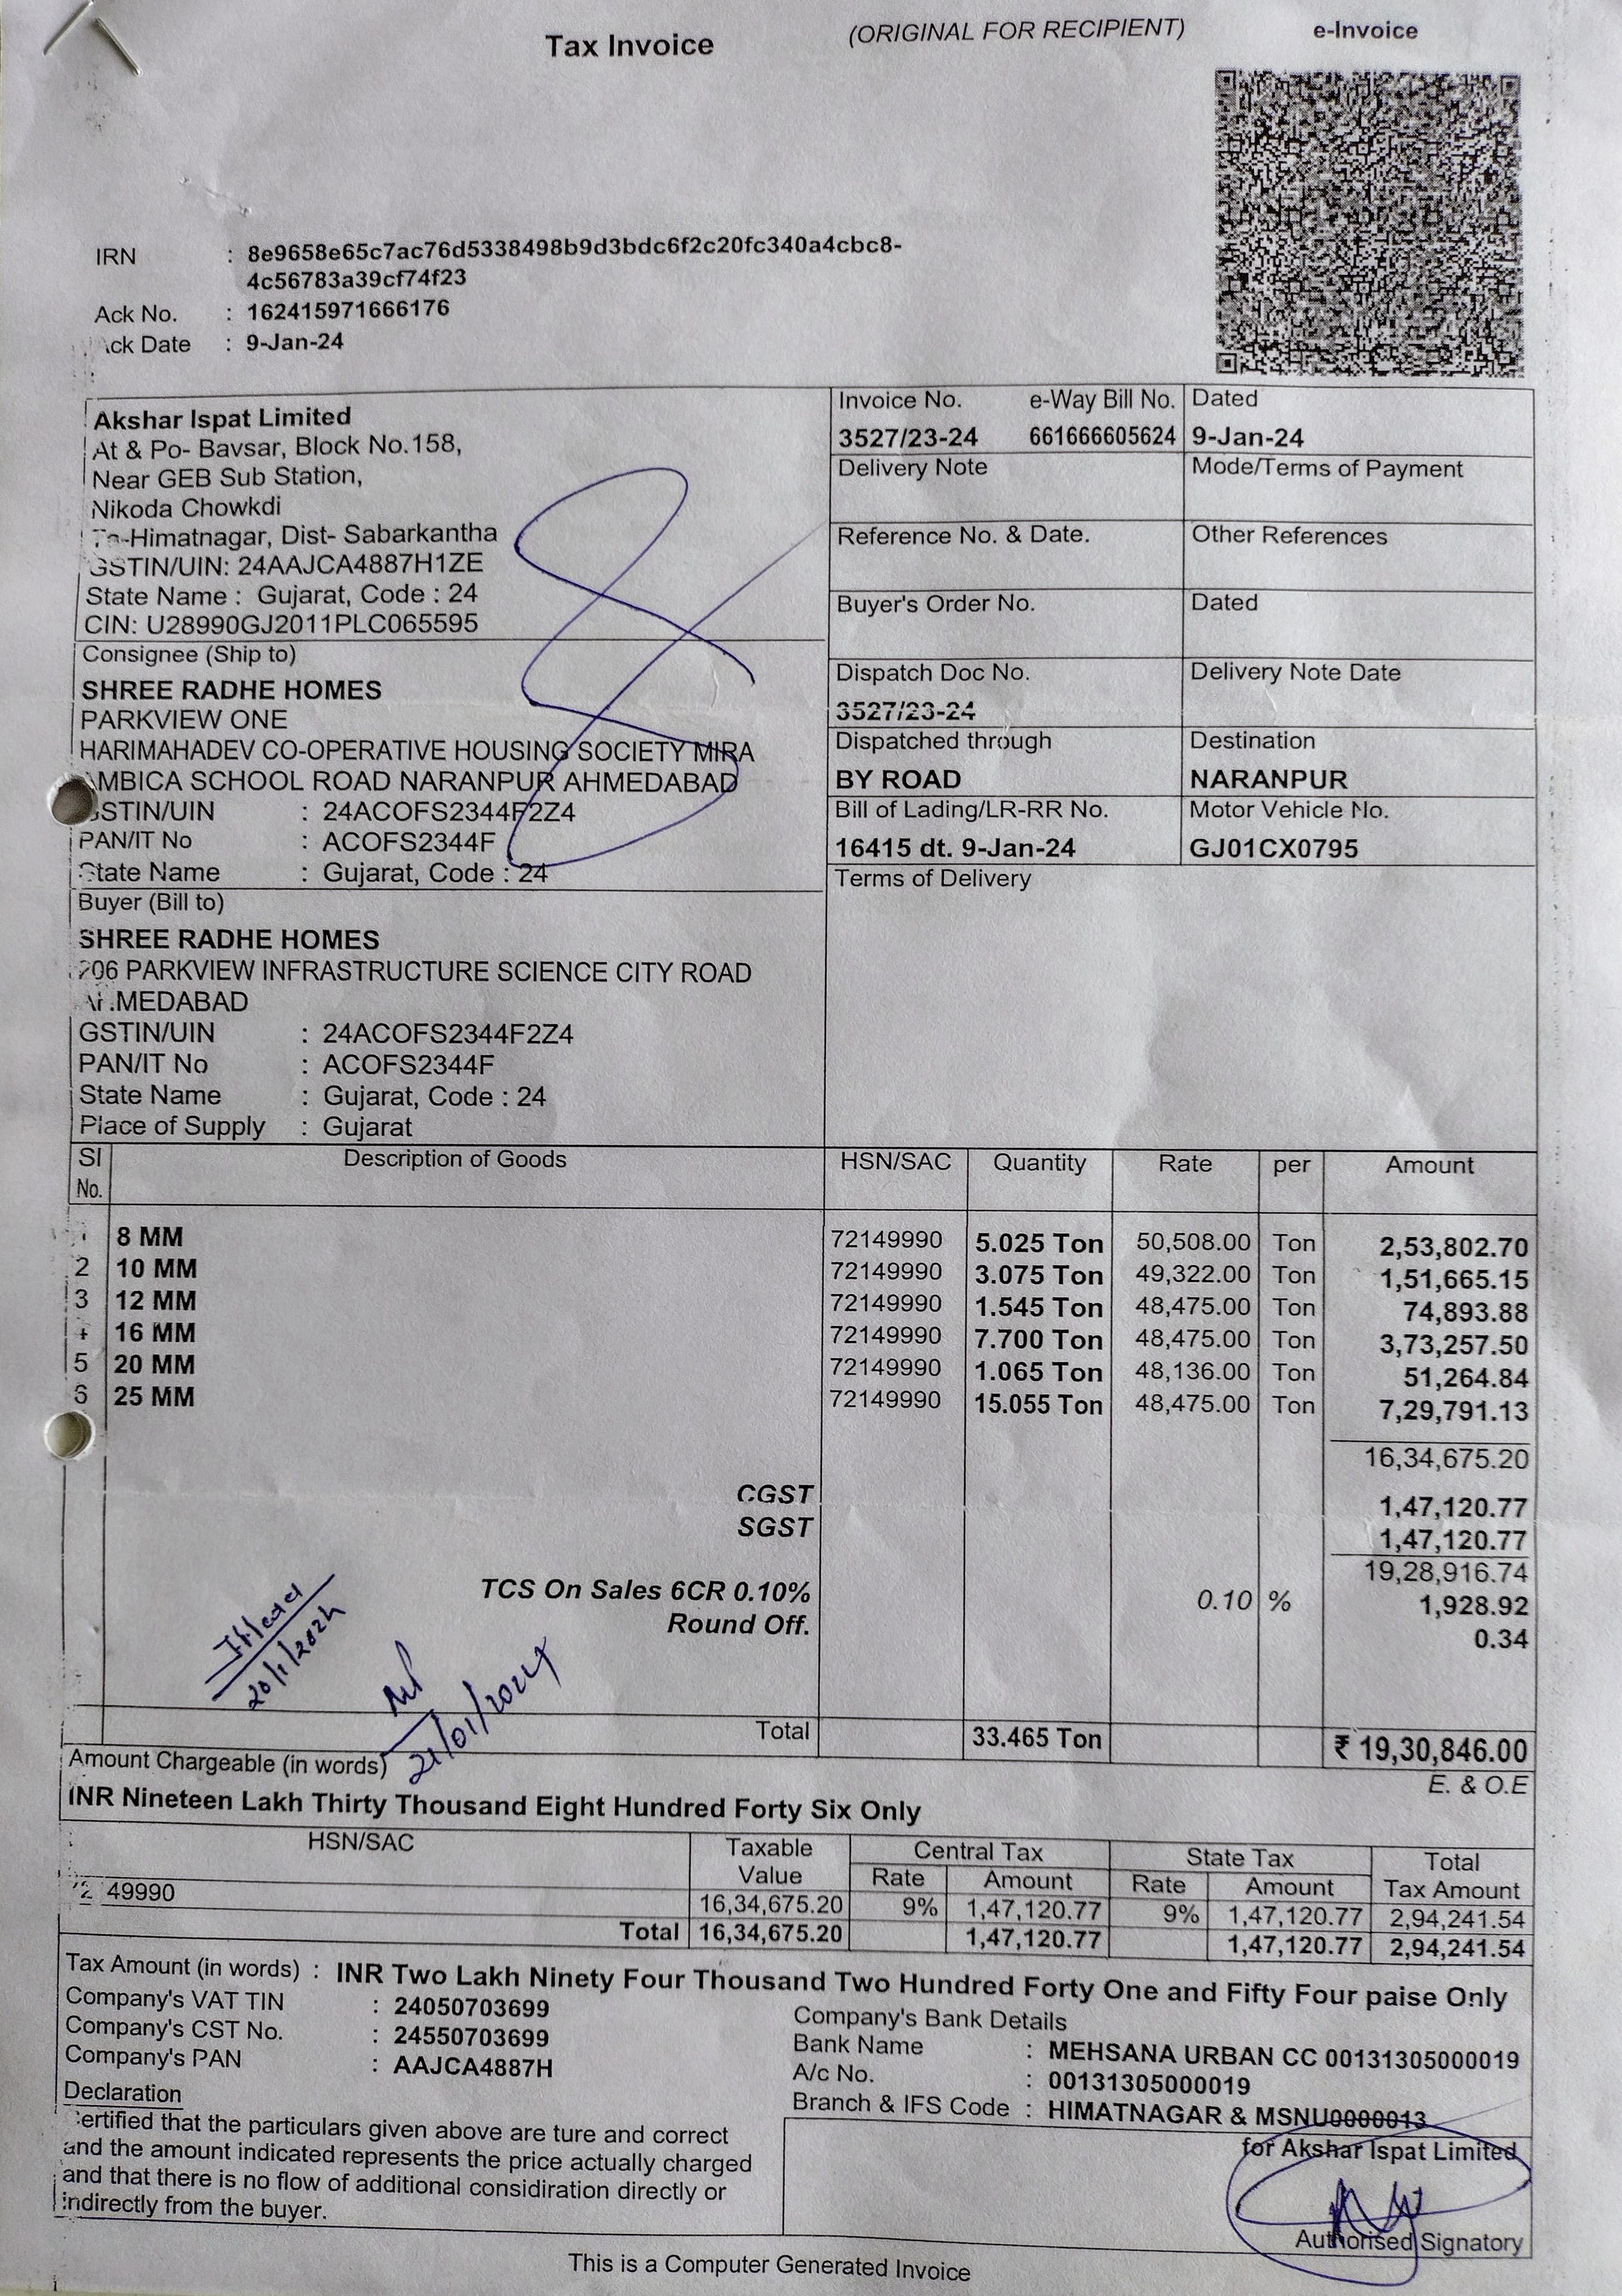 Tax Invoice
(ORIGINAL FOR RECIPIENT)
e-Invoice
IRN : 8e9658e65c7ac76d5338498b9d3bdc6f2c20fc340a4cbc8-
4c56783a39cf74f23
Ack No. : 162415971666176
Ack Date : 9-Jan-24
Akshar Ispat Limited
At & Po- Bavsar, Block No.158,
Near GEB Sub Station,
Nikoda Chowkdi
Ta-Himatnagar, Dist- Sabarkantha
GSTIN/UIN: 24AAJCA4887H1ZE
State Name : Gujarat, Code : 24
CIN: U28990GJ2011PLC065595
Invoice No. e-Way Bill No. Dated
3527/23-24 661666605624 9-Jan-24
Delivery Note Mode/Terms of Payment
Reference No. & Date. Other References
Buyer's Order No. Dated
Dispatch Doc No. Delivery Note Date
3527/23-24
Dispatched through Destination
BY ROAD NARANPUR
Bill of Lading/LR-RR No. Motor Vehicle No.
16415 dt. 9-Jan-24 GJ01CX0795
Terms of Delivery
Consignee (Ship to)
SHREE RADHE HOMES
PARKVIEW ONE
HARIMAHADEV CO-OPERATIVE HOUSING SOCIETY MIRA
AMBICA SCHOOL ROAD NARANPUR AHMEDABAD
GSTIN/UIN : 24ACOFS2344F2Z4
PAN/IT No : ACOFS2344F
State Name : Gujarat, Code : 24
Buyer (Bill to)
SHREE RADHE HOMES
206 PARKVIEW INFRASTRUCTURE SCIENCE CITY ROAD
AHMEDABAD
GSTIN/UIN : 24ACOFS2344F2Z4
PAN/IT No : ACOFS2344F
State Name : Gujarat, Code : 24
Place of Supply : Gujarat
Sl No. Description of Goods HSN/SAC Quantity Rate per Amount
1 8 MM 72149990 5.025 Ton 50,508.00 Ton 2,53,802.70
2 10 MM 72149990 3.075 Ton 49,322.00 Ton 1,51,665.15
3 12 MM 72149990 1.545 Ton 48,475.00 Ton 74,893.88
4 16 MM 72149990 7.700 Ton 48,475.00 Ton 3,73,257.50
5 20 MM 72149990 1.065 Ton 48,136.00 Ton 51,264.84
6 25 MM 72149990 15.055 Ton 48,475.00 Ton 7,29,791.13
16,34,675.20
CGST 1,47,120.77
SGST 1,47,120.77
19,28,916.74
TCS On Sales 6CR 0.10% 0.10 % 1,928.92
Round Off. 0.34
20/1/2024
21/01/2024
Total 33.465 Ton ₹ 19,30,846.00
Amount Chargeable (in words) E. & O.E
INR Nineteen Lakh Thirty Thousand Eight Hundred Forty Six Only
HSN/SAC Taxable Value Central Tax State Tax Total Tax Amount
Rate Amount Rate Amount
72149990 16,34,675.20 9% 1,47,120.77 9% 1,47,120.77 2,94,241.54
Total 16,34,675.20 1,47,120.77 1,47,120.77 2,94,241.54
Tax Amount (in words) : INR Two Lakh Ninety Four Thousand Two Hundred Forty One and Fifty Four paise Only
Company's VAT TIN : 24050703699
Company's CST No. : 24550703699
Company's PAN : AAJCA4887H
Company's Bank Details
Bank Name : MEHSANA URBAN CC 00131305000019
A/c No. : 00131305000019
Branch & IFS Code : HIMATNAGAR & MSNU0000013
Declaration
Certified that the particulars given above are ture and correct
and the amount indicated represents the price actually charged
and that there is no flow of additional considiration directly or
indirectly from the buyer.
for Akshar Ispat Limited
Authorised Signatory
This is a Computer Generated Invoice